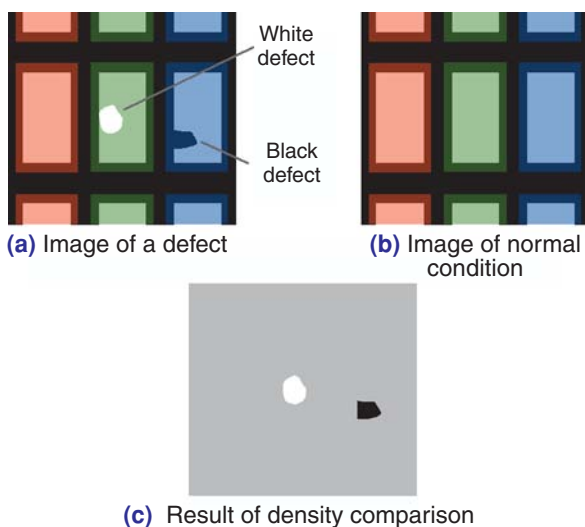 White
defect
Black
defect
(a) Image of a defect
(b) Image of normal
condition
(c) Result of density comparison